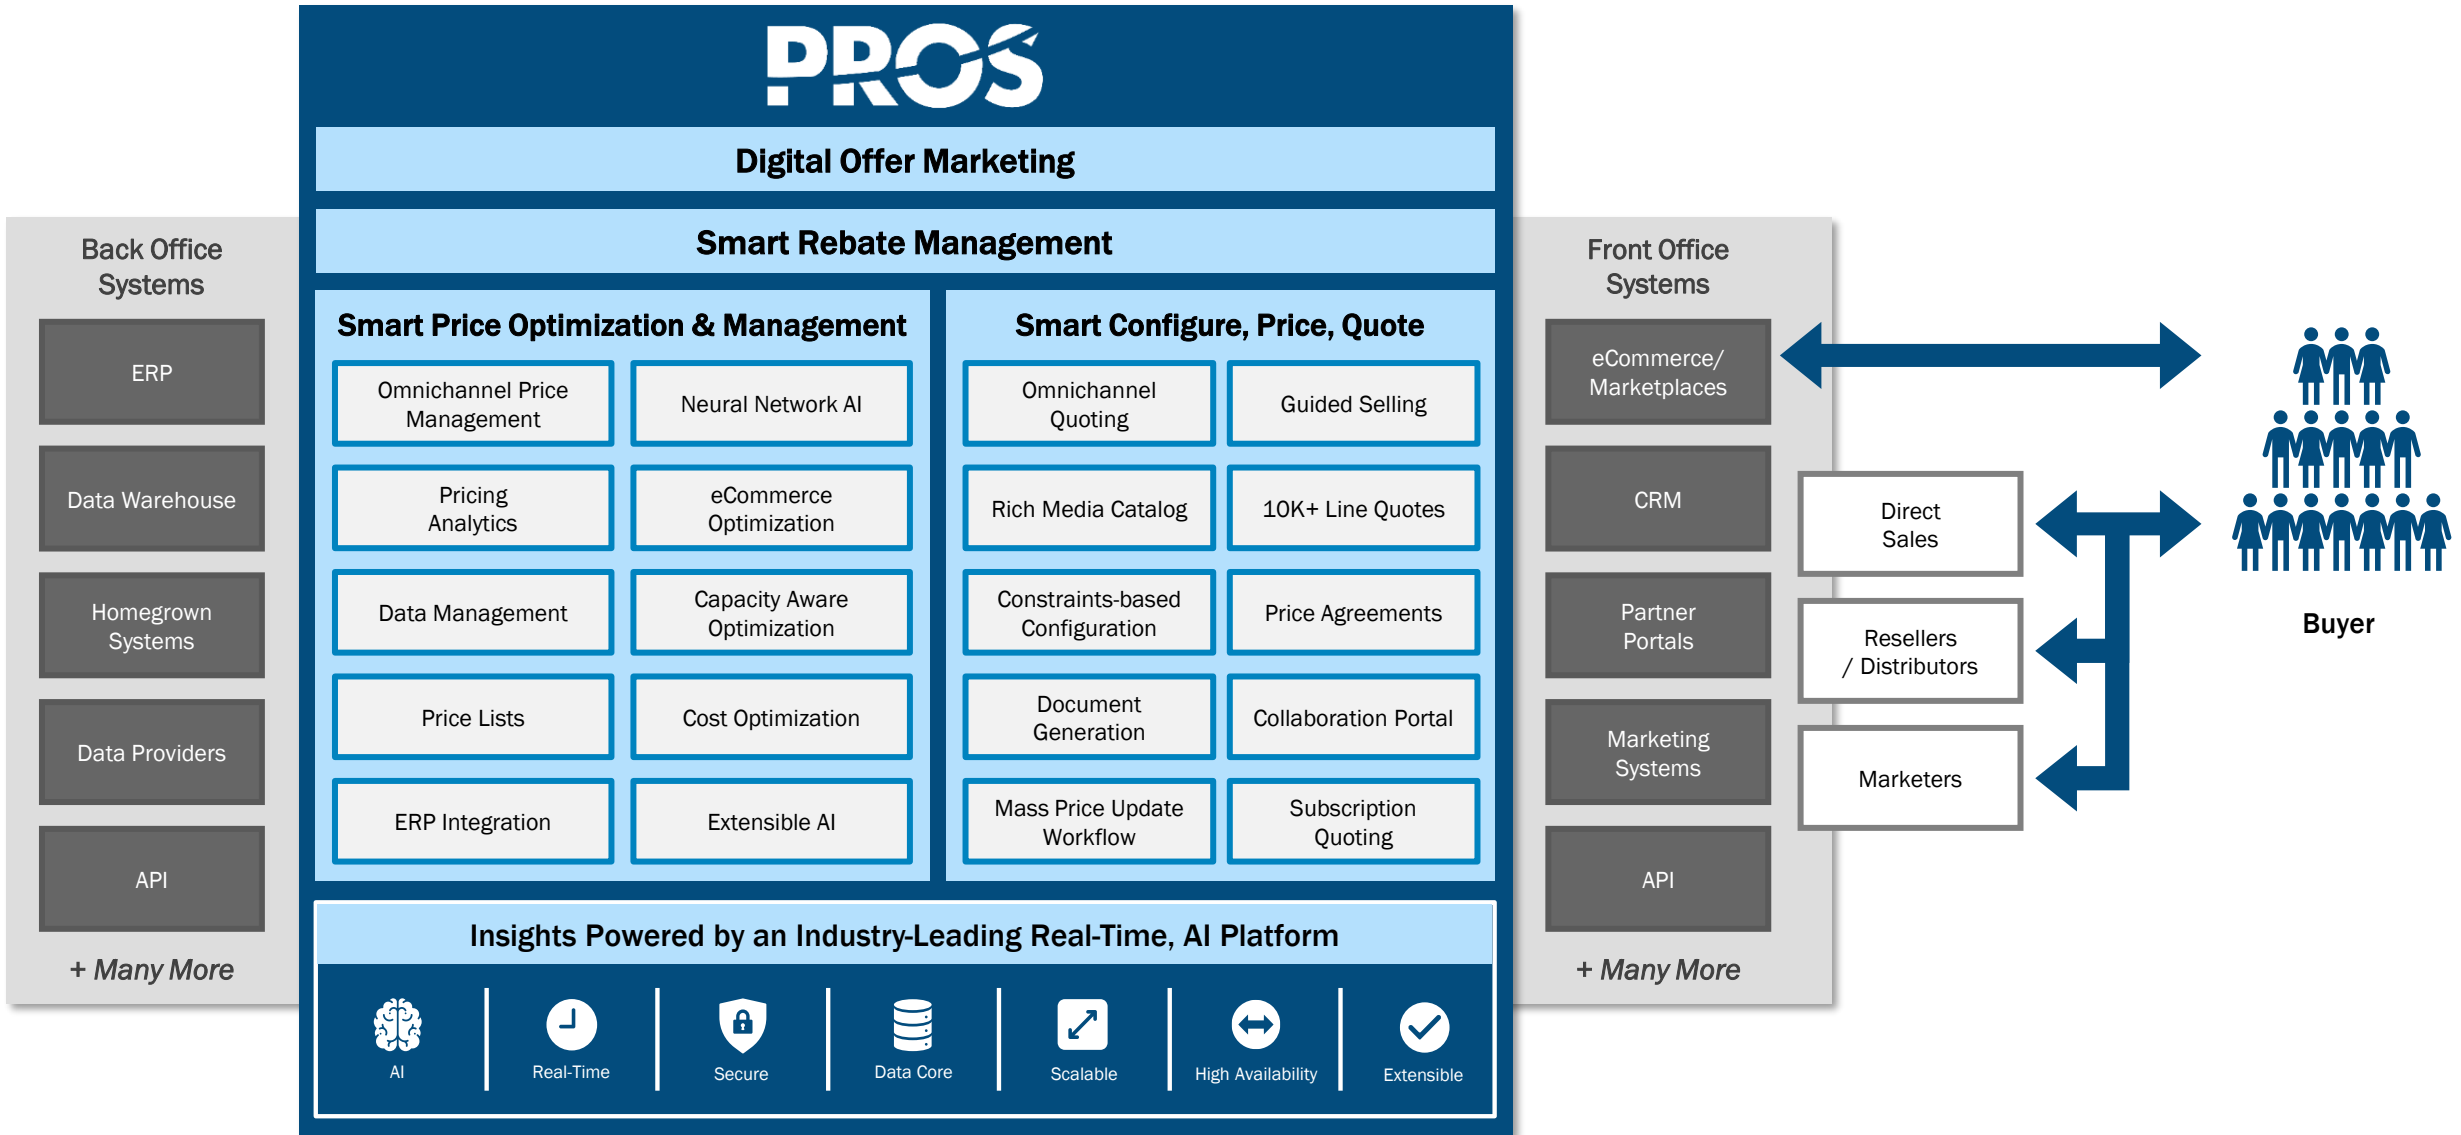 PROS
Digital Offer Marketing
Smart Rebate Management
Back Office
Systems
ERP
Data Warehouse
Homegrown
Systems
Data Providers
API
+ Many More
Smart Price Optimization & Management
Omnichannel Price
Management
Neural Network AI
Pricing
Analytics
eCommerce
Optimization
Data Management
Capacity Aware
Optimization
Price Lists
Cost Optimization
ERP Integration
Extensible AI
Smart Configure, Price, Quote
Omnichannel
Quoting
Guided Selling
Rich Media Catalog
10K+ Line Quotes
Constraints-based
Configuration
Price Agreements
Document
Generation
Collaboration Portal
Mass Price Update
Workflow
Subscription
Quoting
Insights Powered by an Industry-Leading Real-Time, AI Platform
AI
Real-Time
Secure
Data Core
Scalable
High Availability
Extensible
Front Office
Systems
eCommerce/
Marketplaces
CRM
Partner
Portals
Marketing
Systems
API
+ Many More
Direct
Sales
Resellers
/ Distributors
Marketers
Buyer